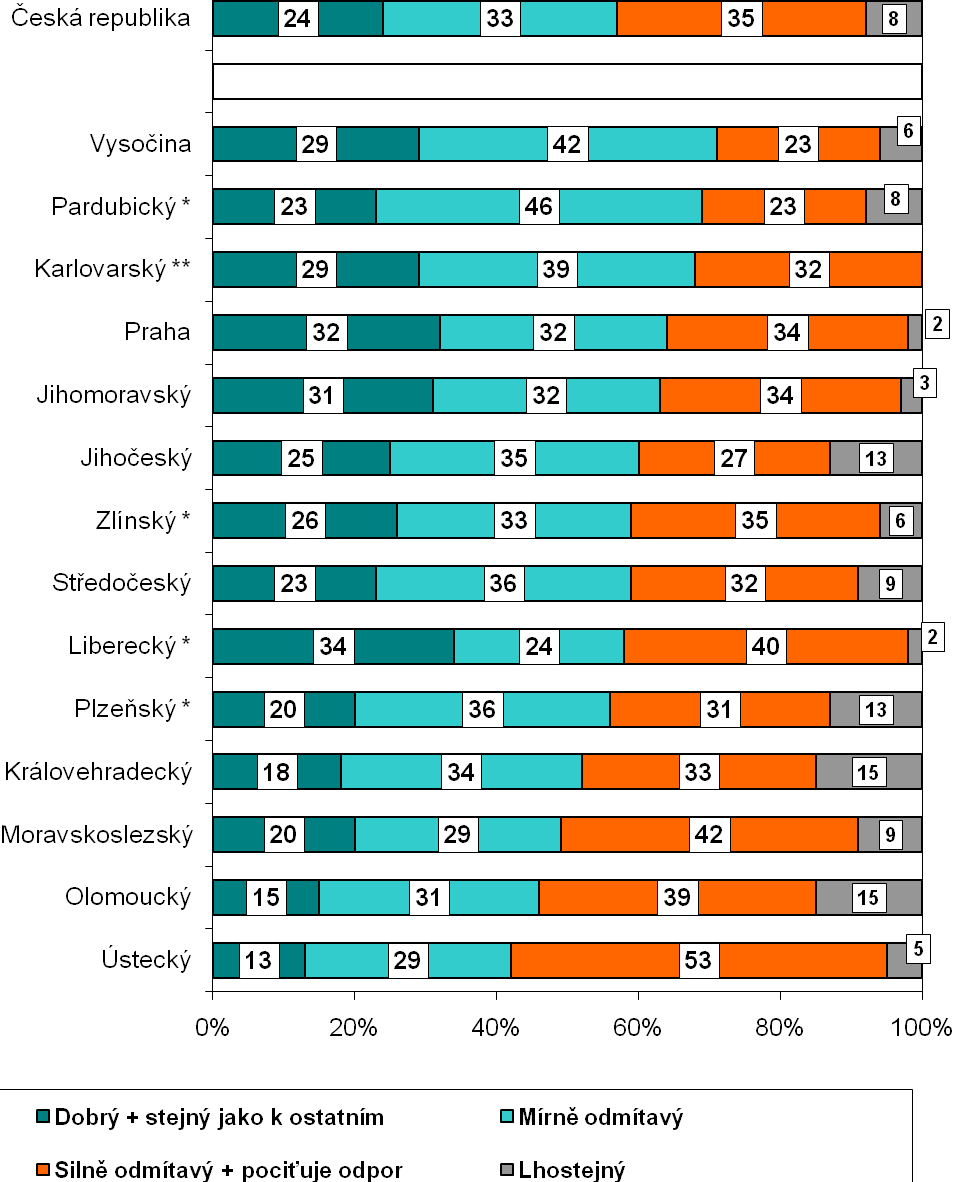 Česká republika 24 33 35 8
Vysočina 29 42 23 6
Pardubický * 23 46 23 8
Karlovarský ** 29 39 32
Praha 32 32 34 2
Jihomoravský 31 32 34 3
Jihočeský 25 35 27 13
Zlínský * 26 33 35 6
Středočeský 23 36 32 9
Liberecký * 34 24 40 2
Plzeňský * 20 36 31 13
Královehradecký 18 34 33 15
Moravskoslezský 20 29 42 9
Olomoucký 15 31 39 15
Ústecký 13 29 53 5
0% 20% 40% 60% 80% 100%
Dobrý + stejný jako k ostatním Mírně odmítavý
Silně odmítavý + pociťuje odpor Lhostejný